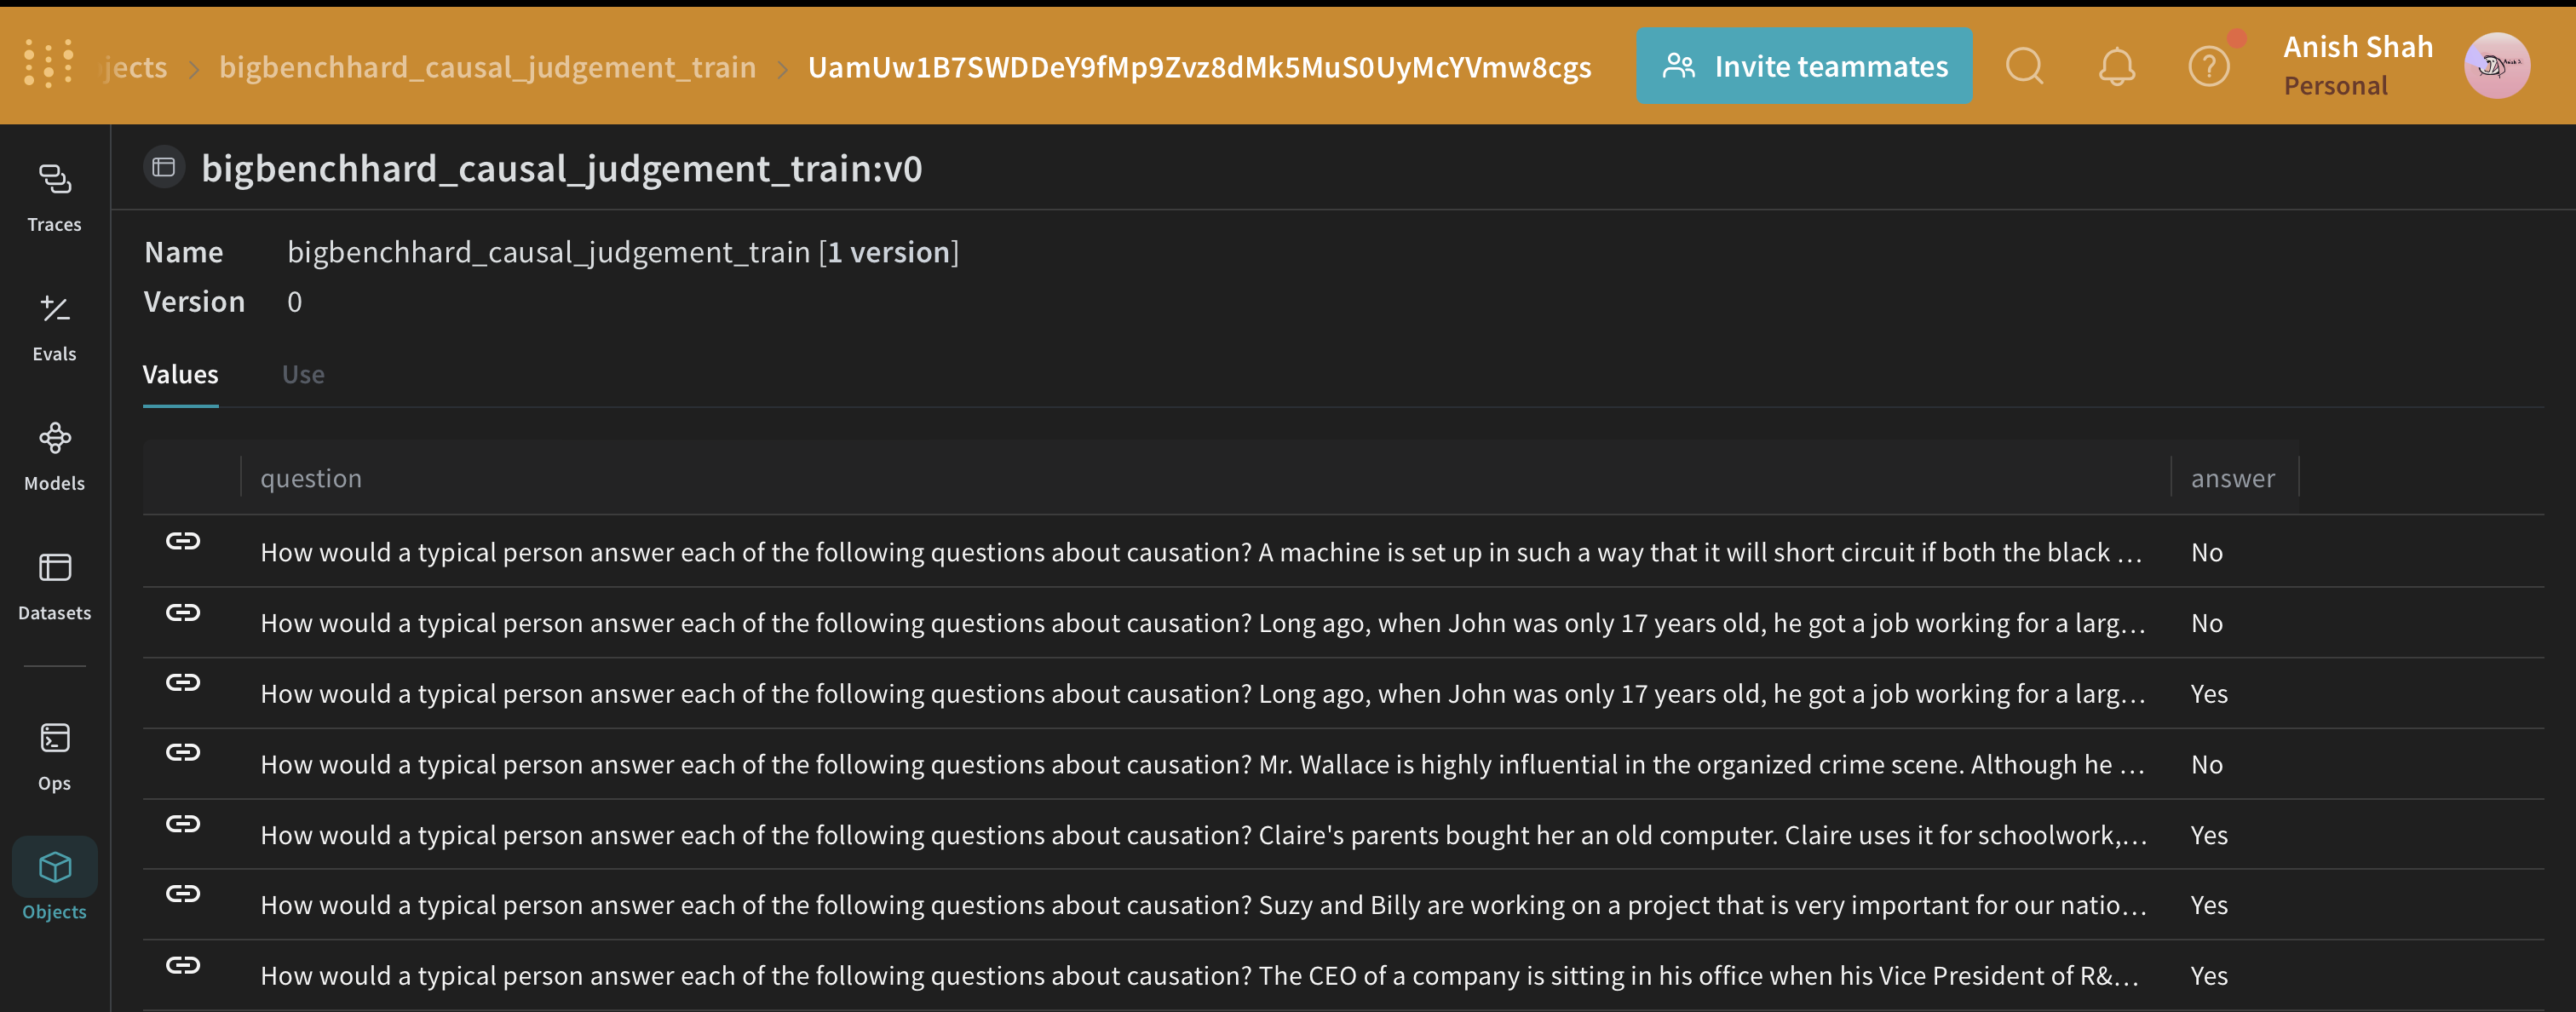 jects > bigbenchhard_causal_judgement_train > UamUw1B7SWDDeY9fMp9Zvz8dMk5MuS0UyMcYVmw8cgs
Invite teammates
Anish Shah
Personal
Traces
Evals
Models
Datasets
Ops
Objects
bigbenchhard_causal_judgement_train:v0
Name bigbenchhard_causal_judgement_train [1 version]
Version 0
Values Use
question answer
How would a typical person answer each of the following questions about causation? A machine is set up in such a way that it will short circuit if both the black … No
How would a typical person answer each of the following questions about causation? Long ago, when John was only 17 years old, he got a job working for a larg… No
How would a typical person answer each of the following questions about causation? Long ago, when John was only 17 years old, he got a job working for a larg… Yes
How would a typical person answer each of the following questions about causation? Mr. Wallace is highly influential in the organized crime scene. Although he … No
How would a typical person answer each of the following questions about causation? Claire's parents bought her an old computer. Claire uses it for schoolwork,… Yes
How would a typical person answer each of the following questions about causation? Suzy and Billy are working on a project that is very important for our natio… Yes
How would a typical person answer each of the following questions about causation? The CEO of a company is sitting in his office when his Vice President of R&… Yes